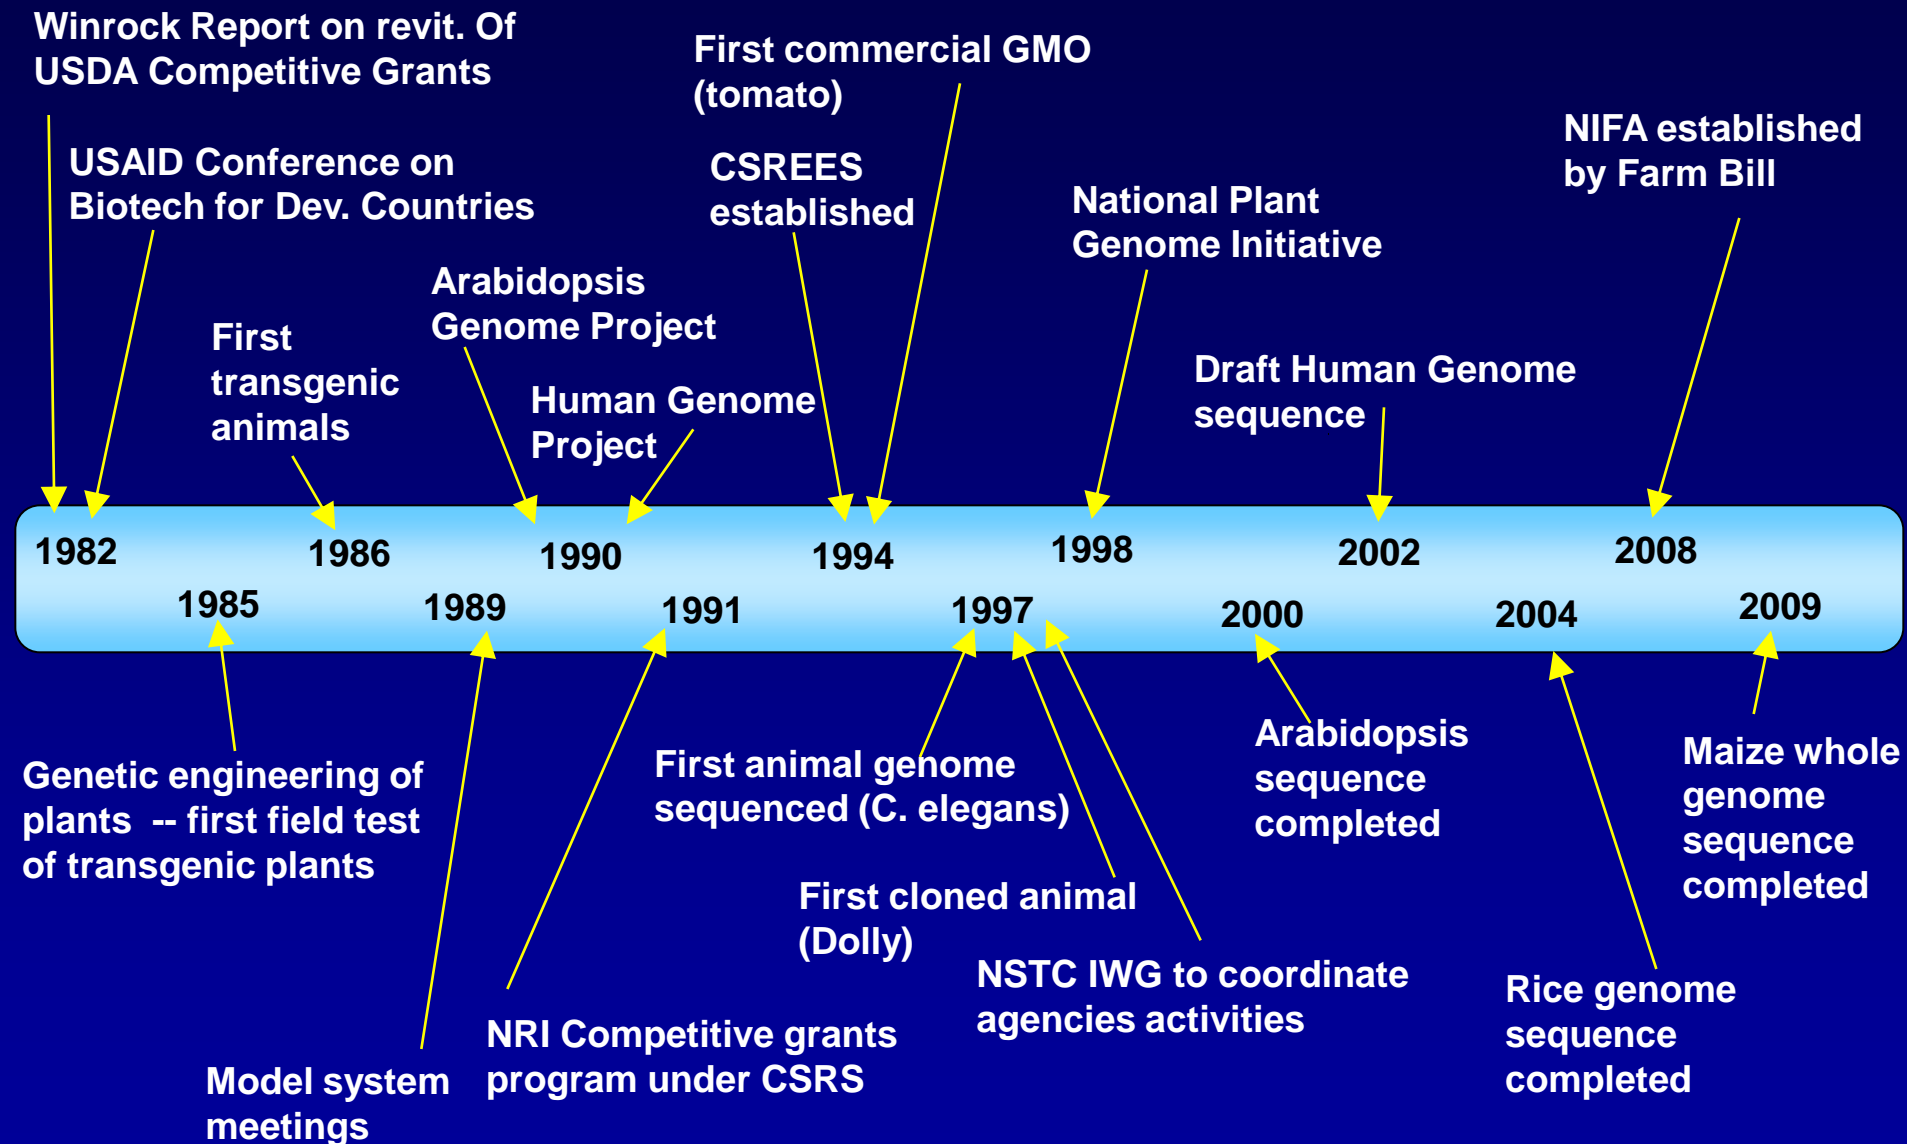 Winrock Report on revit. Of
USDA Competitive Grants
USAID Conference on
Biotech for Dev. Countries
First
transgenic
animals
Arabidopsis
Genome Project
Human Genome
Project
First commercial GMO
(tomato)
CSREES
established
National Plant
Genome Initiative
Draft Human Genome
sequence
NIFA established
by Farm Bill
1982
1985
1986
1989
1990
1991
1994
1997
1998
2000
2002
2004
2008
2009
Genetic engineering of
plants -- first field test
of transgenic plants
Model system
meetings
NRI Competitive grants
program under CSRS
First animal genome
sequenced (C. elegans)
First cloned animal
(Dolly)
NSTC IWG to coordinate
agencies activities
Arabidopsis
sequence
completed
Rice genome
sequence
completed
Maize whole
genome
sequence
completed